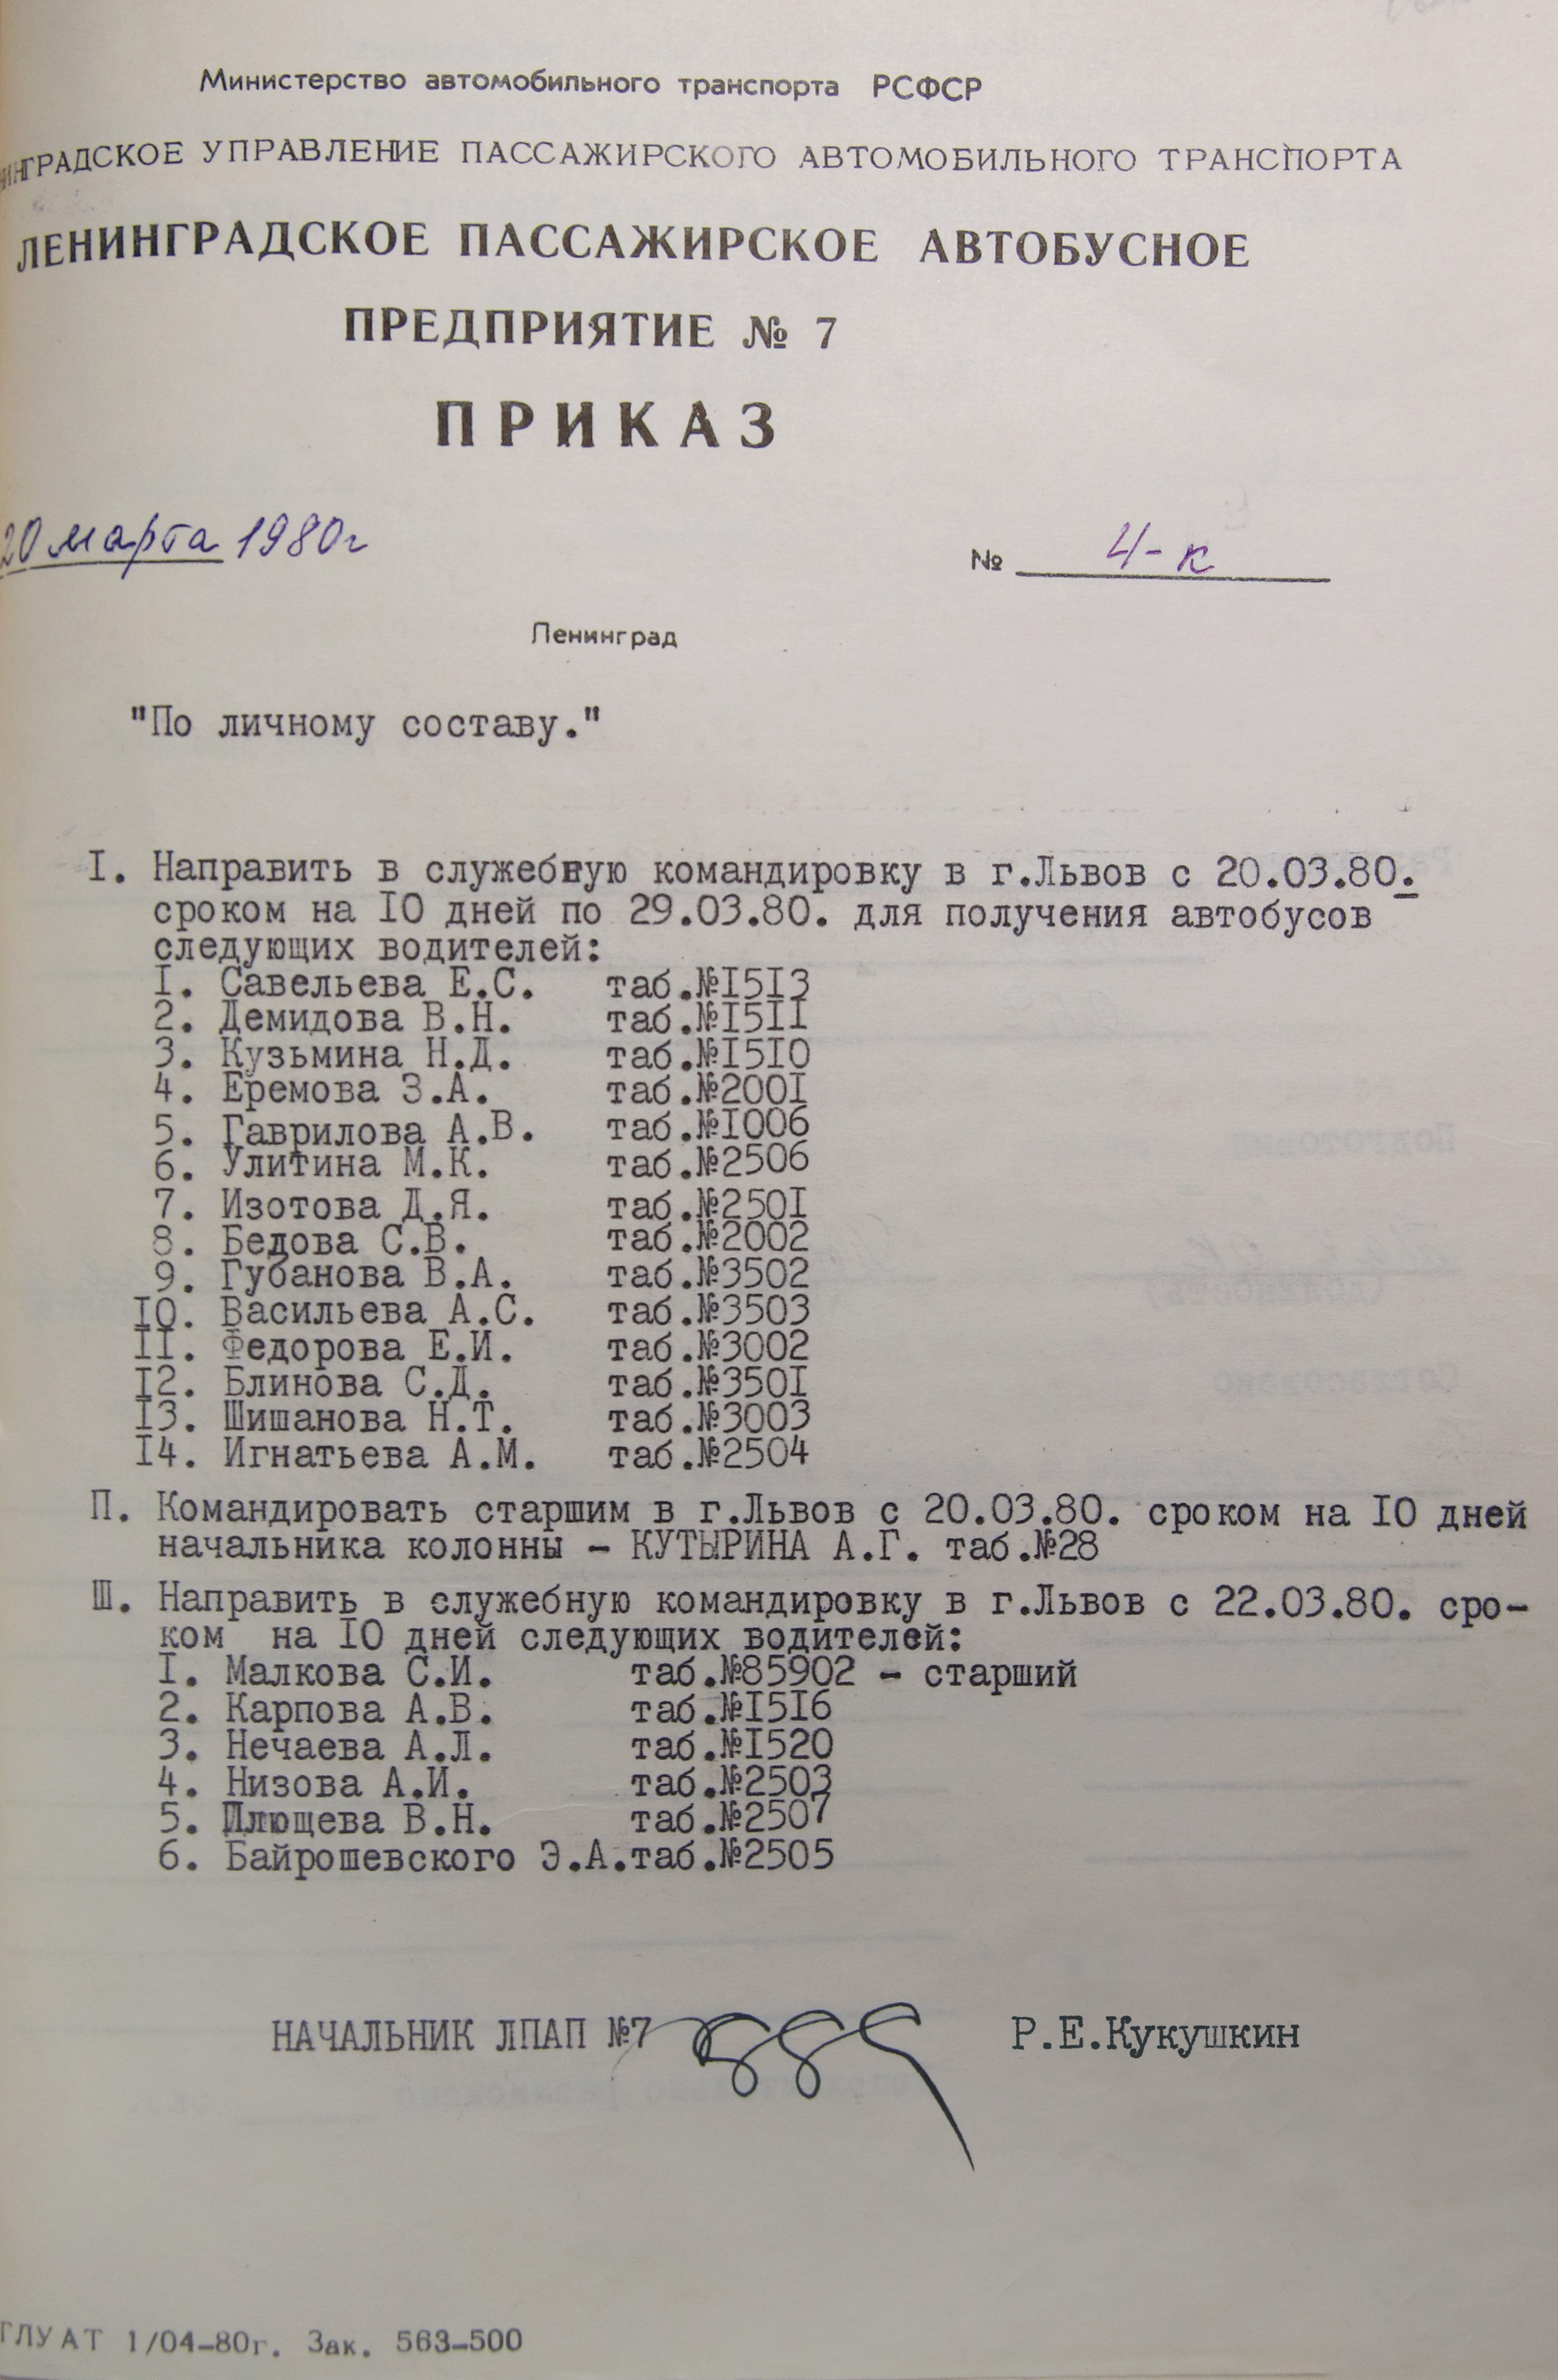 Министерство автомобильного транспорта РСФСР
ИНГРАДСКОЕ УПРАВЛЕНИЕ ПАССАЖИРСКОГО АВТОМОБИЛЬНОГО ТРАНСПОРТА
ЛЕНИНГРАДСКОЕ ПАССАЖИРСКОЕ АВТОБУСНОЕ
ПРЕДПРИЯТИЕ № 7
ПРИКАЗ
20 марта 1980г
№ 4-к
Ленинград
"По личному составу."
I. Направить в служебную командировку в г.Львов с 20.03.80.
сроком на IO дней по 29.03.80. для получения автобусов
следующих водителей:
I. Савельева Е.С. таб.№I5I3
2. Демидова В.Н. таб.№I5II
3. Кузьмина Н.Д. таб.№I5IO
4. Еремова З.А. таб.№200I
5. Гаврилова А.В. таб.№I006
6. Улитина М.К. таб.№2506
7. Изотова Д.Я. таб.№250I
8. Бедова С.В. таб.№2002
9. Губанова В.А. таб.№3502
IO. Васильева А.С. таб.№3503
II. Федорова Е.И. таб.№3002
I2. Блинова С.Д. таб.№350I
I3. Шишанова Н.Т. таб.№3003
I4. Игнатьева А.М. таб.№2504
П. Командировать старшим в г.Львов с 20.03.80. сроком на IO дней
начальника колонны - КУТЫРИНА А.Г. таб.№28
Ш. Направить в служебную командировку в г.Львов с 22.03.80. сро-
ком на IO дней следующих водителей:
I. Малкова С.И. таб.№85902 - старший
2. Карпова А.В. таб.№I5I6
3. Нечаева А.Л. таб.№I520
4. Низова А.И. таб.№2503
5. Плющева В.Н. таб.№2507
6. Байрошевского Э.А.таб.№2505
НАЧАЛЬНИК ЛПАП №7 Р.Е.Кукушкин
ГЛУАТ 1/04-80г. Зак. 563-500